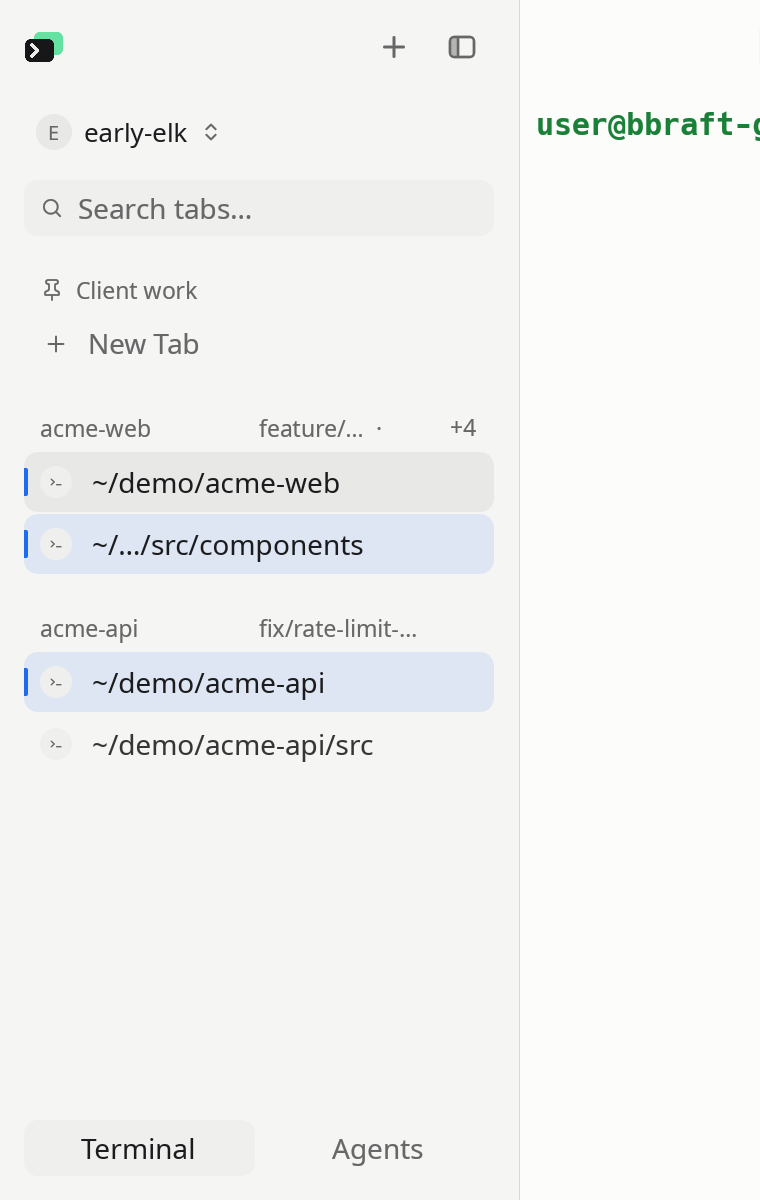 E early-elk
Search tabs...
Client work
New Tab
acme-web feature/... · +4
~/demo/acme-web
~/.../src/components
acme-api fix/rate-limit-...
~/demo/acme-api
~/demo/acme-api/src
Terminal Agents
user@bbraft-g